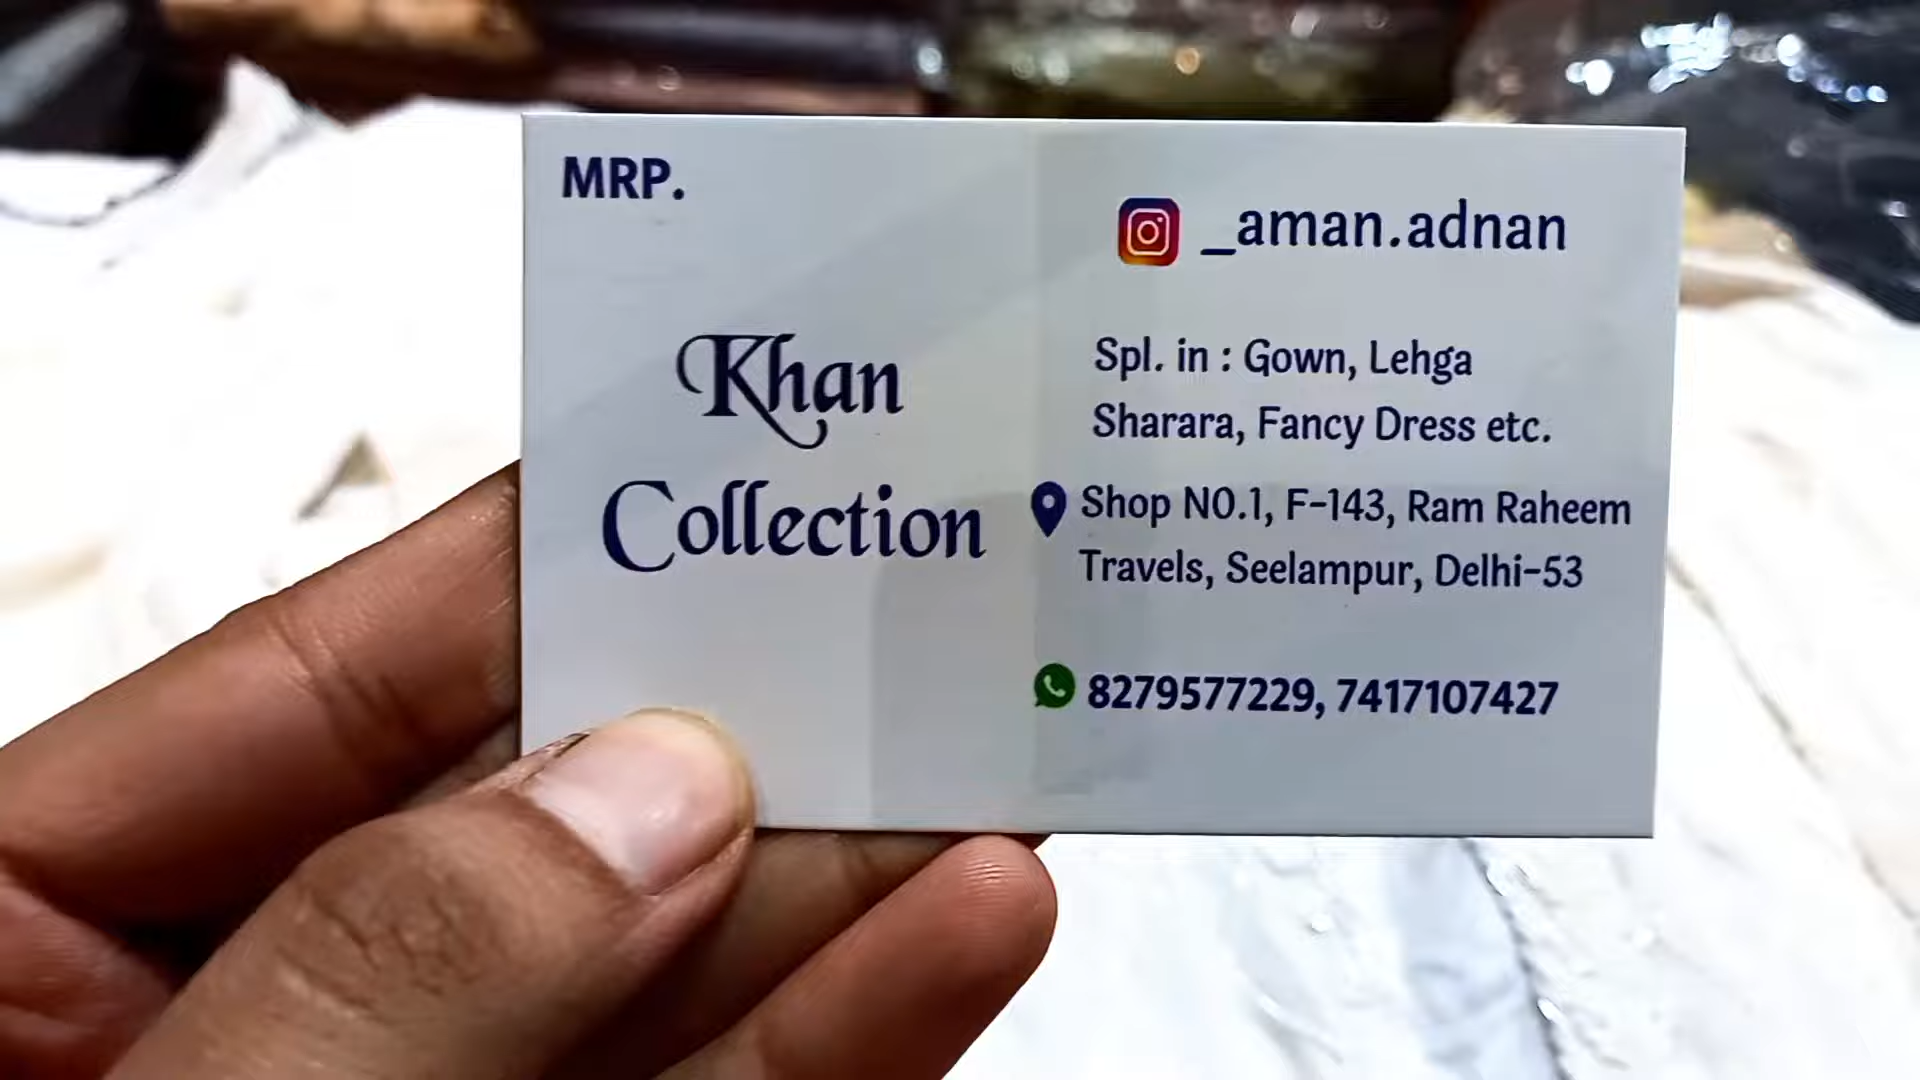 MRP.
Khan
Collection
_aman.adnan
Spl. in : Gown, Lehga
Sharara, Fancy Dress etc.
Shop NO.1, F-143, Ram Raheem
Travels, Seelampur, Delhi-53
8279577229, 7417107427